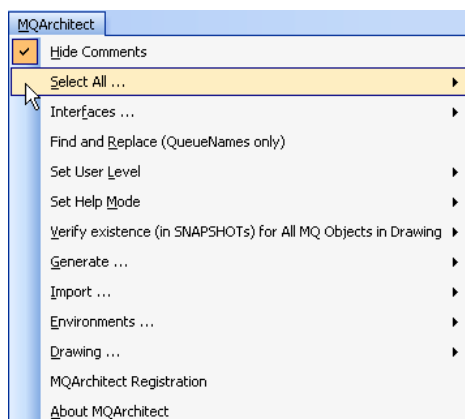 MQArchitect
Hide Comments
Select All ...
Interfaces ...
Find and Replace (QueueNames only)
Set User Level
Set Help Mode
Verify existence (in SNAPSHOTs) for All MQ Objects in Drawing
Generate ...
Import ...
Environments ...
Drawing ...
MQArchitect Registration
About MQArchitect